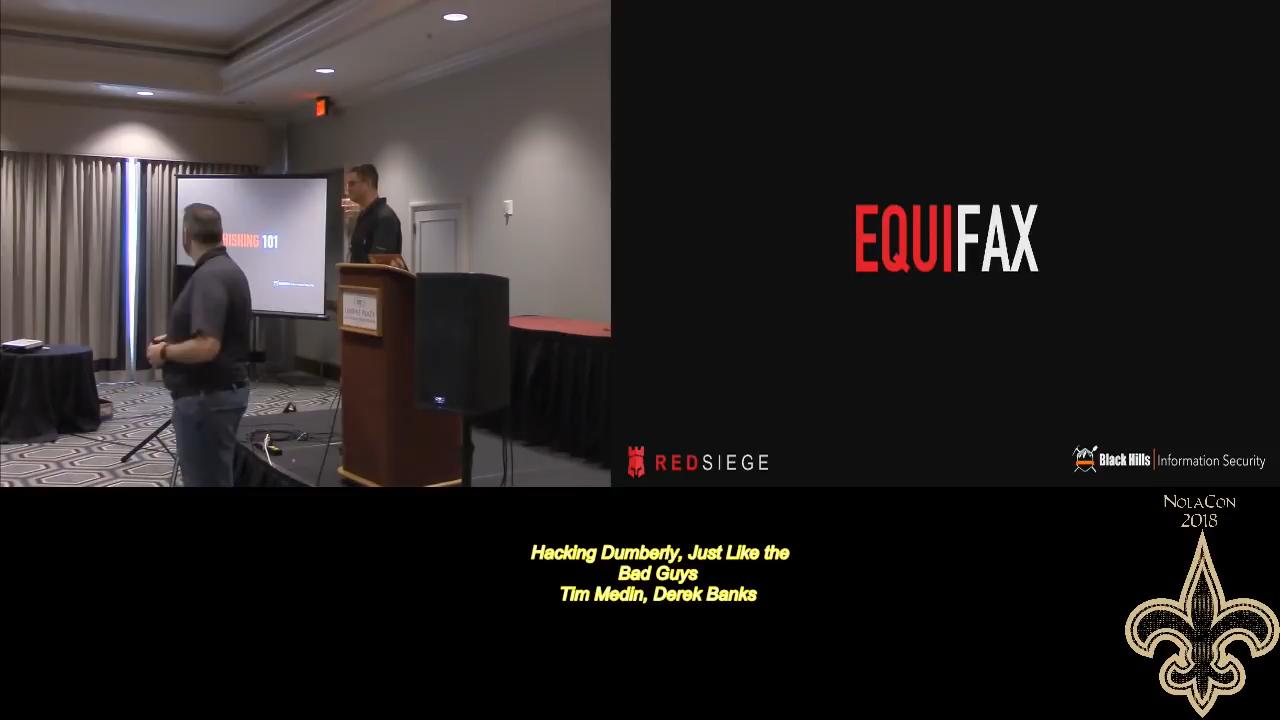 HISHING 101
EQUIFAX
REDSIEGE
Black Hills Information Security
NOLACON
2018
Hacking Dumberly, Just Like the
Bad Guys
Tim Medin, Derek Banks